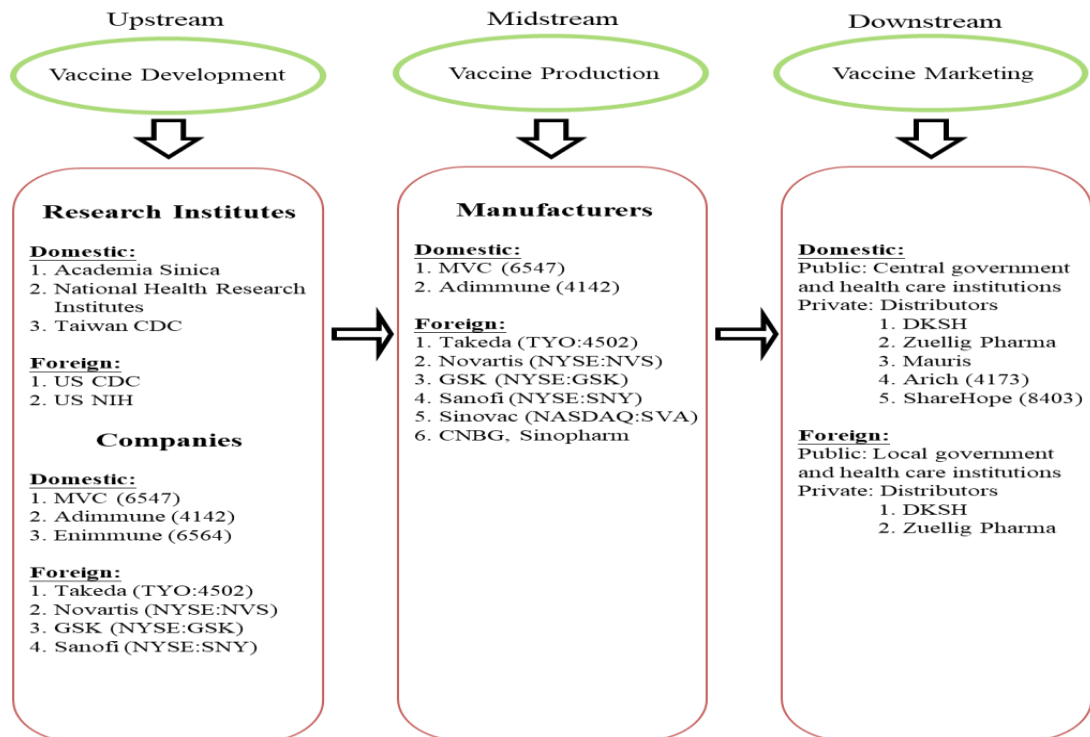 Upstream
Vaccine Development
Research Institutes
Domestic:
1. Academia Sinica
2. National Health Research
Institutes
3. Taiwan CDC
Foreign:
1. US CDC
2. US NIH
Companies
Domestic:
1. MVC (6547)
2. Adimmune (4142)
3. Enimmune (6564)
Foreign:
1. Takeda (TYO:4502)
2. Novartis (NYSE:NVS)
3. GSK (NYSE:GSK)
4. Sanofi (NYSE:SNY)
Midstream
Vaccine Production
Manufacturers
Domestic:
1. MVC (6547)
2. Adimmune (4142)
Foreign:
1. Takeda (TYO:4502)
2. Novartis (NYSE:NVS)
3. GSK (NYSE:GSK)
4. Sanofi (NYSE:SNY)
5. Sinovac (NASDAQ:SVA)
6. CNBG, Sinopharm
Downstream
Vaccine Marketing
Domestic:
Public: Central government
and health care institutions
Private: Distributors
1. DKSH
2. Zuellig Pharma
3. Mauris
4. Arich (4173)
5. ShareHope (8403)
Foreign:
Public: Local government
and health care institutions
Private: Distributors
1. DKSH
2. Zuellig Pharma